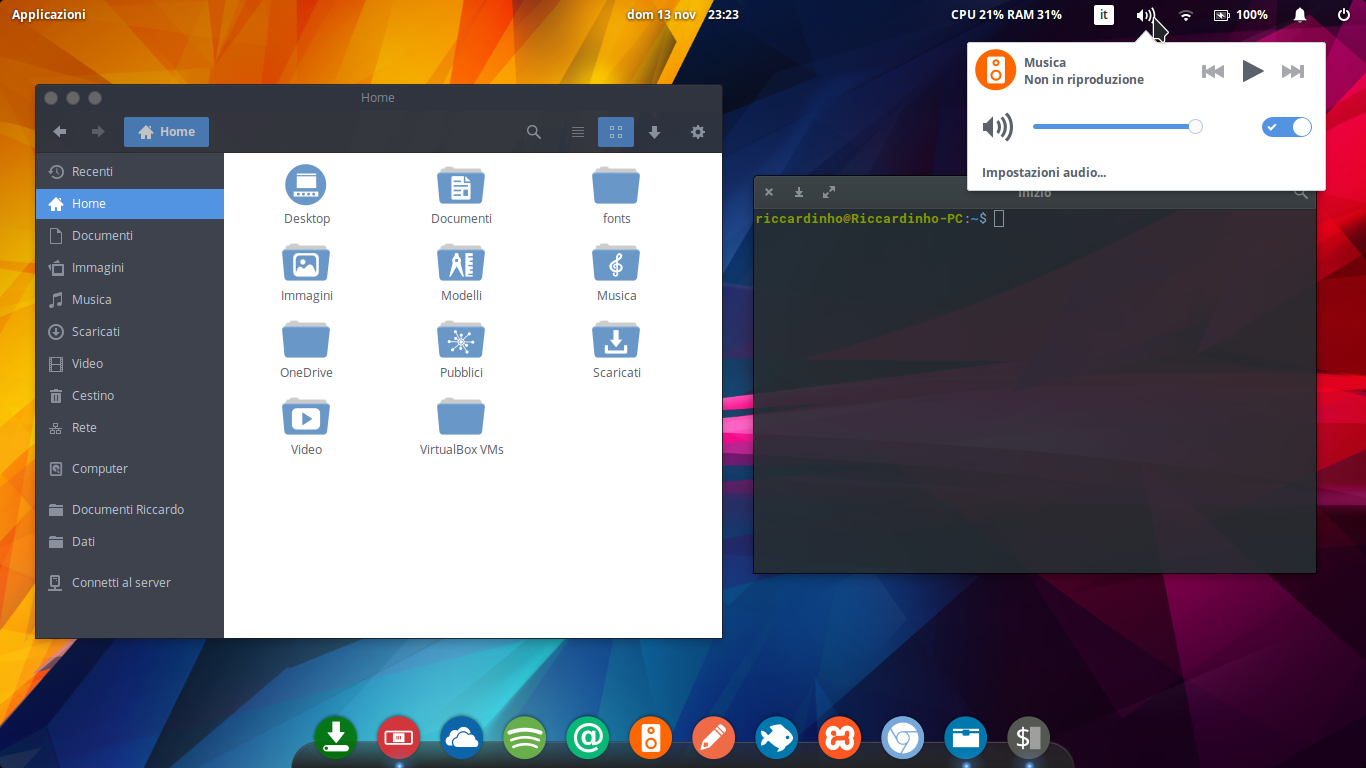 Applicazioni
dom 13 nov 23:23
CPU 21% RAM 31%
it
100%
Musica
Non in riproduzione
Impostazioni audio...
Home
Home
Recenti
Home
Documenti
Immagini
Musica
Scaricati
Video
Cestino
Rete
Computer
Documenti Riccardo
Dati
Connetti al server
Desktop
Documenti
fonts
Immagini
Modelli
Musica
OneDrive
Pubblici
Scaricati
Video
VirtualBox VMs
Inizio
riccardinho@Riccardinho-PC:~$
@
$